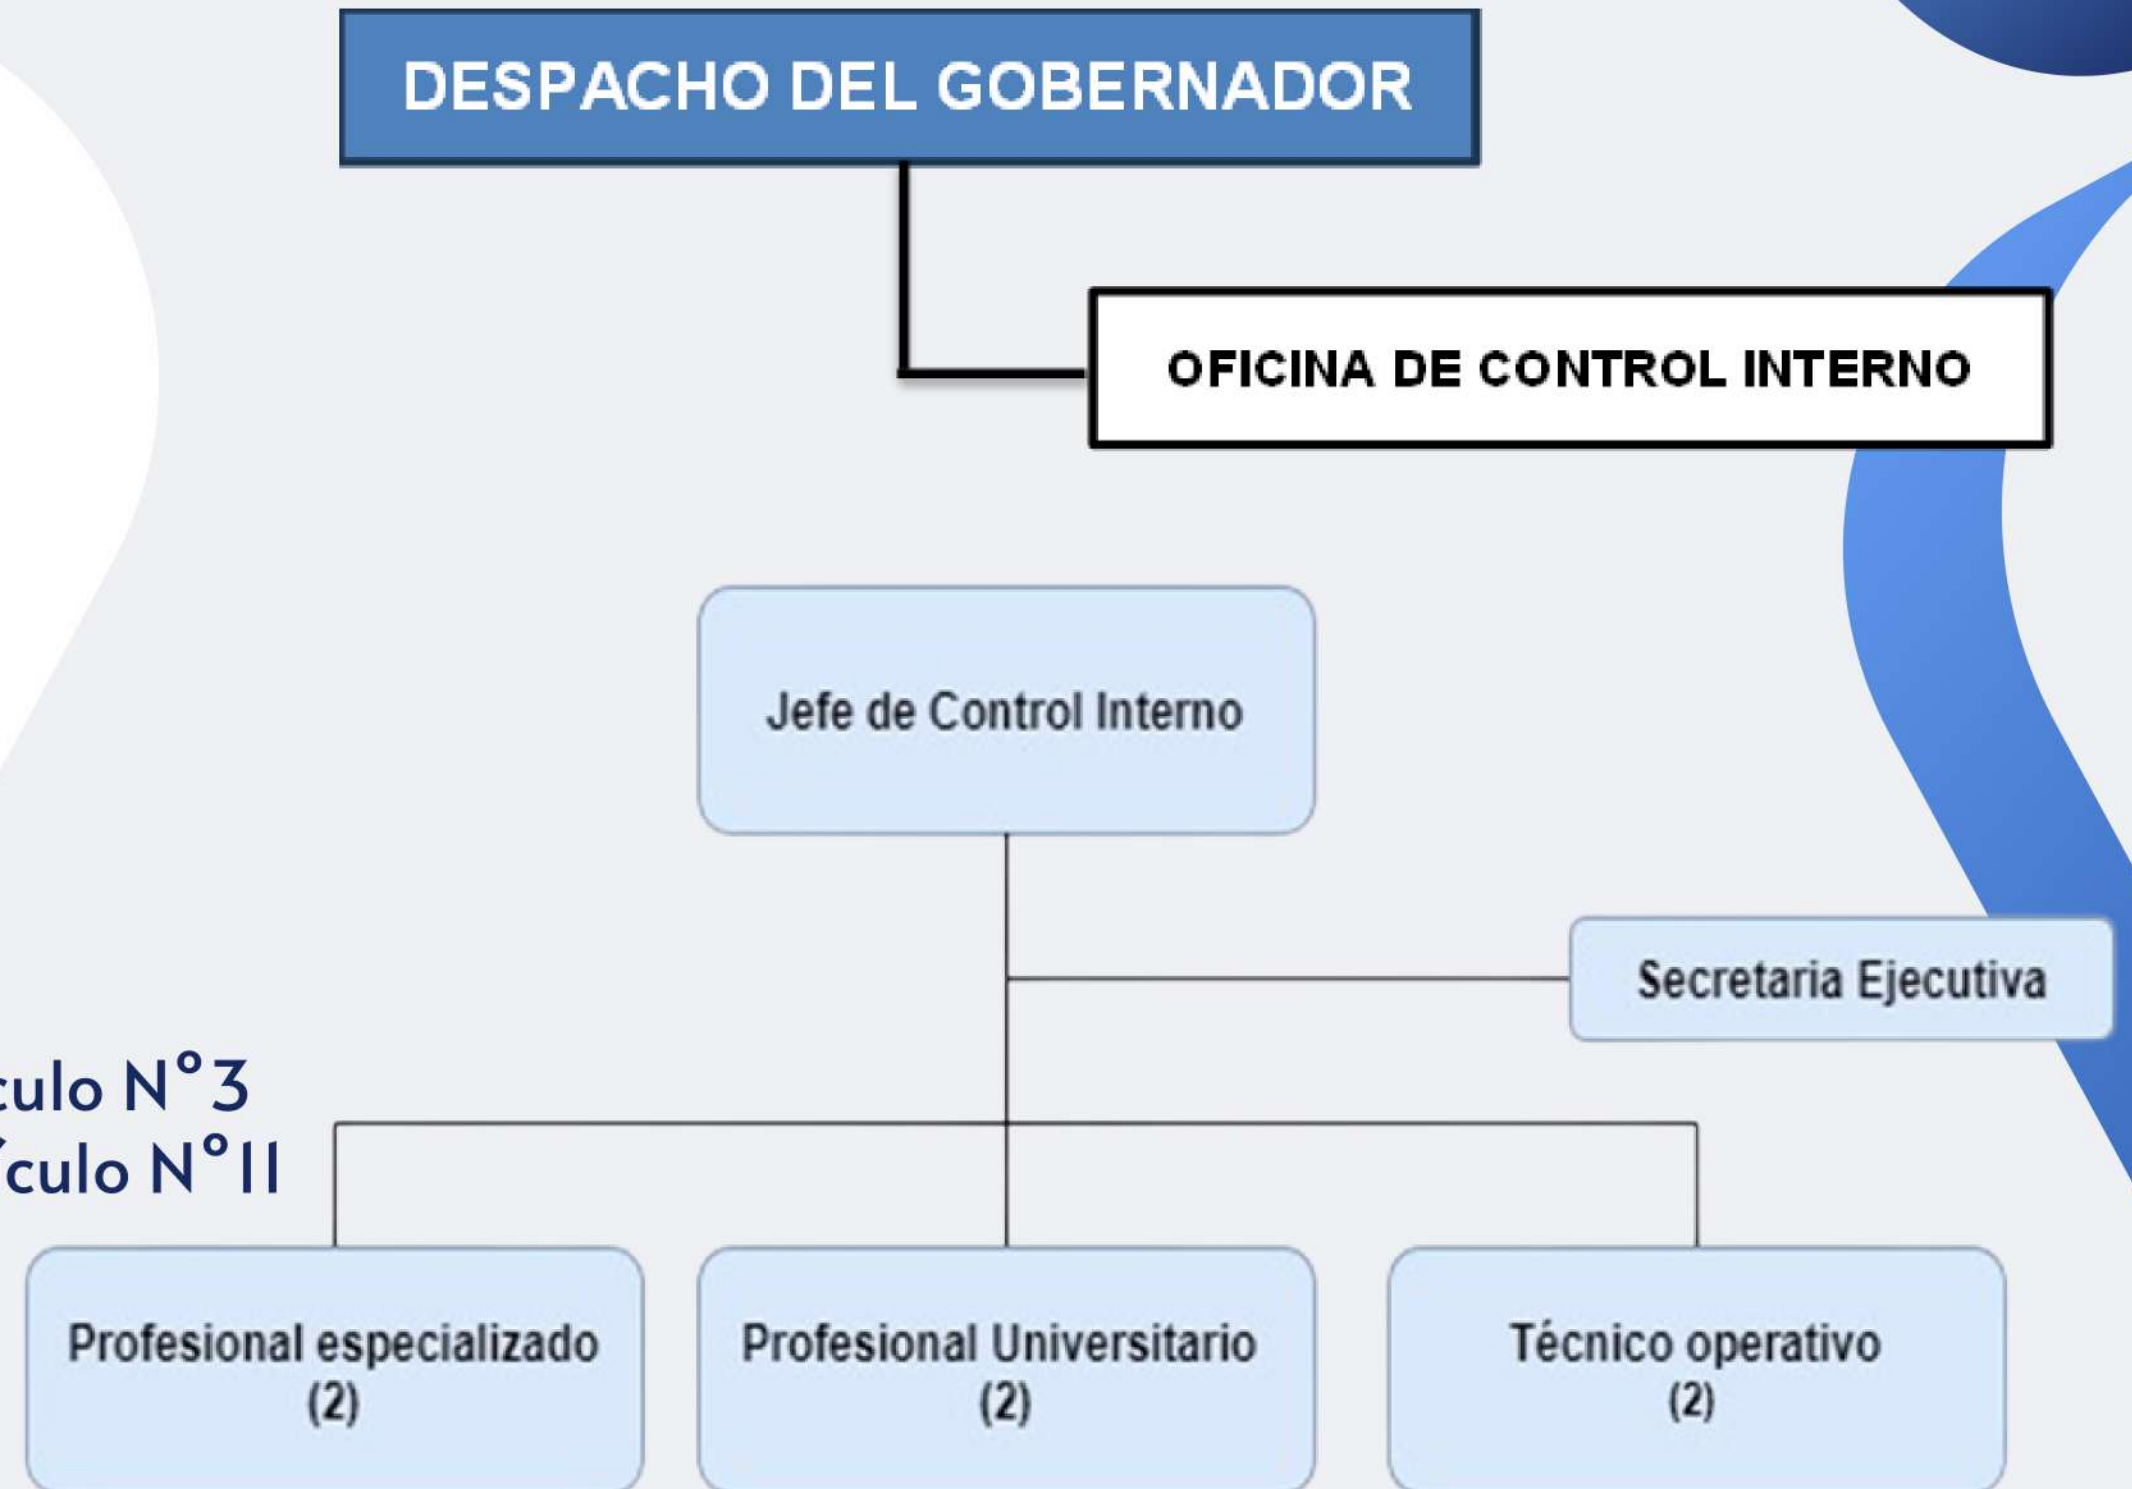 DESPACHO DEL GOBERNADOR
OFICINA DE CONTROL INTERNO
Jefe de Control Interno
Secretaria Ejecutiva
culo N°3
ículo N°11
Profesional especializado
(2)
Profesional Universitario
(2)
Técnico operativo
(2)